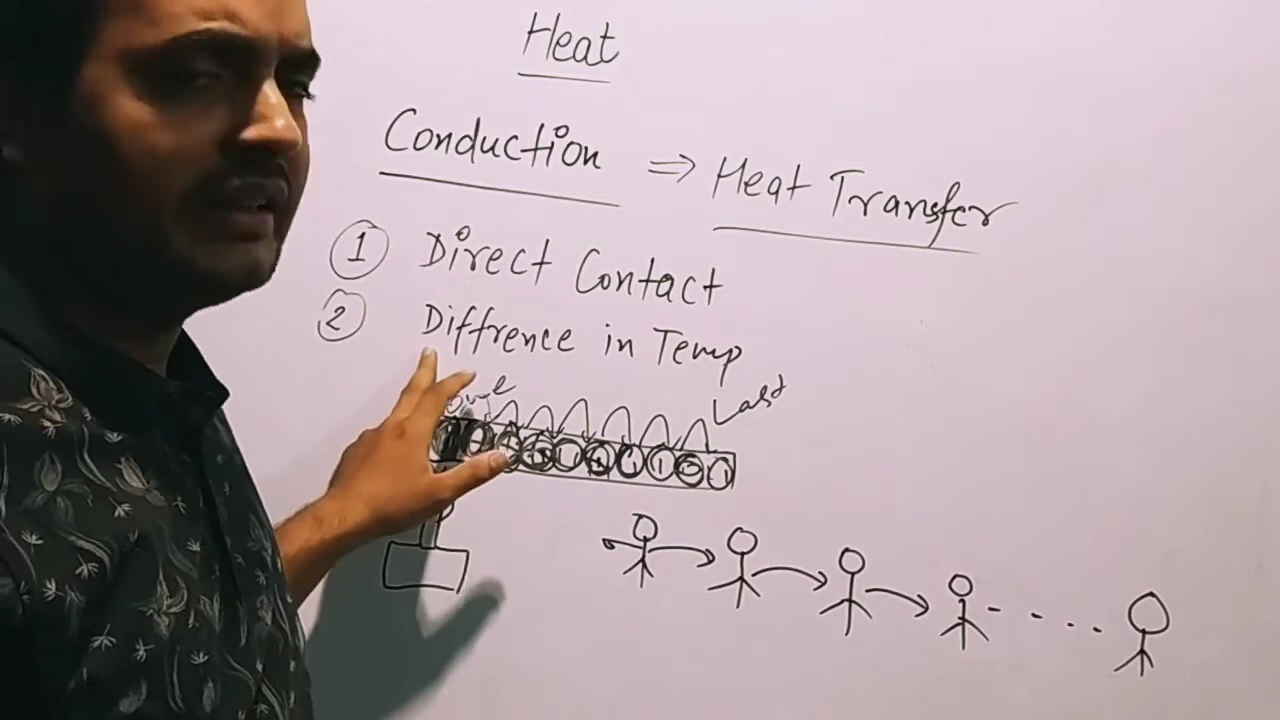 Heat
Conduction ⇒ Heat Transfer
1 Direct Contact
2 Diffrence in Temp
Last